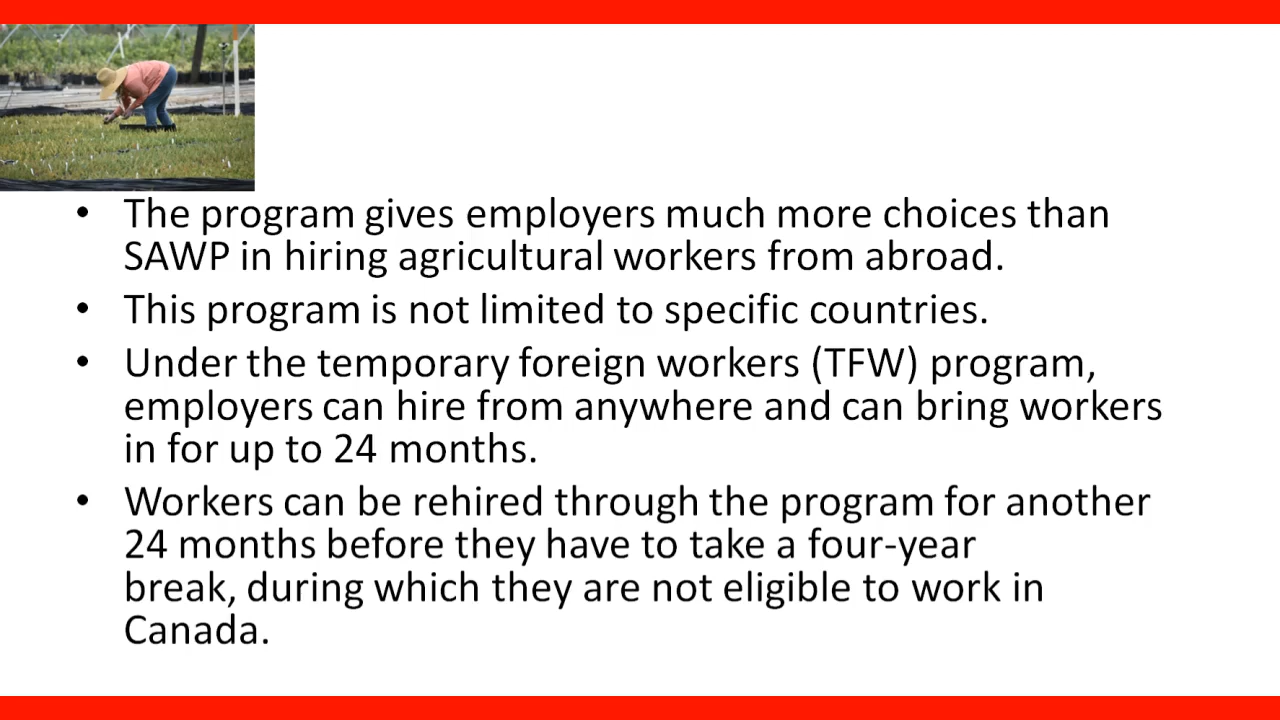 • The program gives employers much more choices than
SAWP in hiring agricultural workers from abroad.
• This program is not limited to specific countries.
• Under the temporary foreign workers (TFW) program,
employers can hire from anywhere and can bring workers
in for up to 24 months.
• Workers can be rehired through the program for another
24 months before they have to take a four-year
break, during which they are not eligible to work in
Canada.